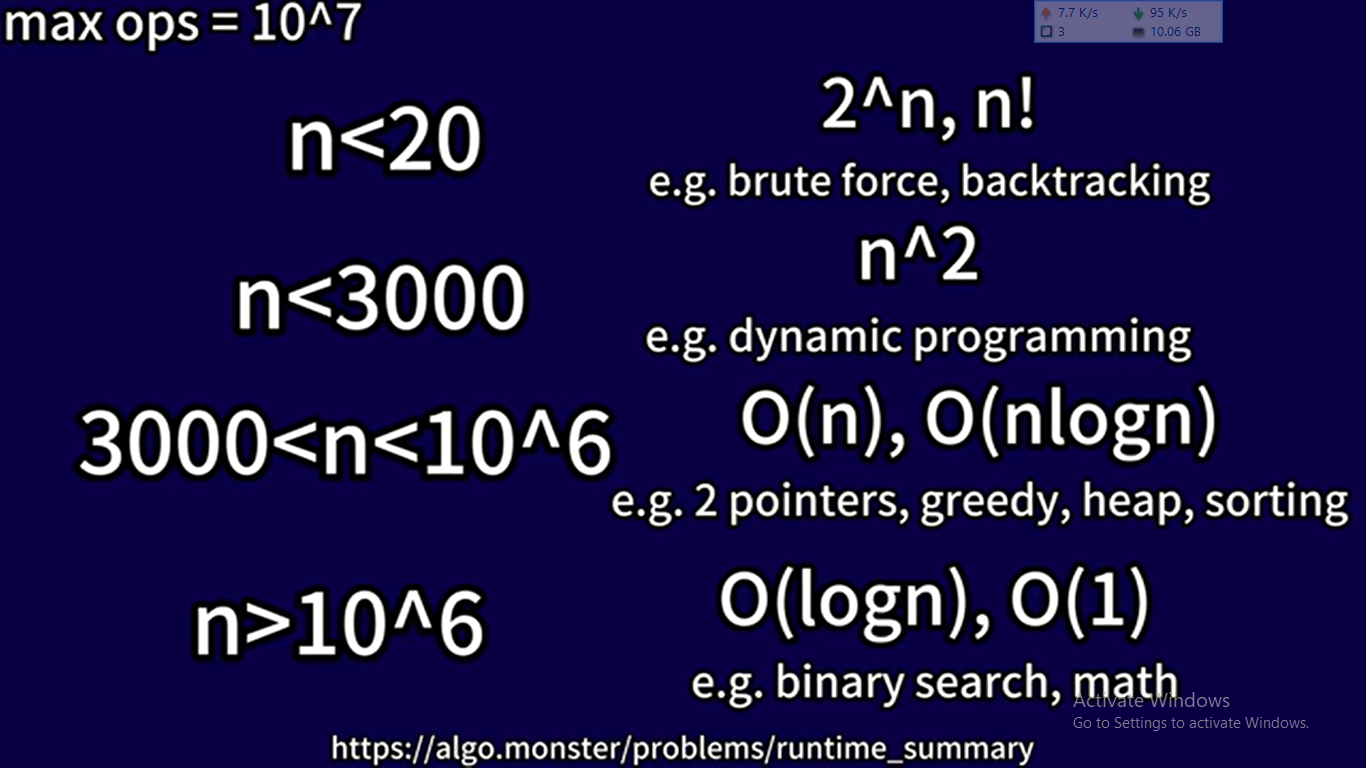 max ops = 10^7
7.7 K/s 95 K/s
3 10.06 GB
n<20
2^n, n!
e.g. brute force, backtracking
n<3000
n^2
e.g. dynamic programming
3000<n<10^6
O(n), O(nlogn)
e.g. 2 pointers, greedy, heap, sorting
n>10^6
O(logn), O(1)
e.g. binary search, math
Activate Windows
Go to Settings to activate Windows.
https://algo.monster/problems/runtime_summary